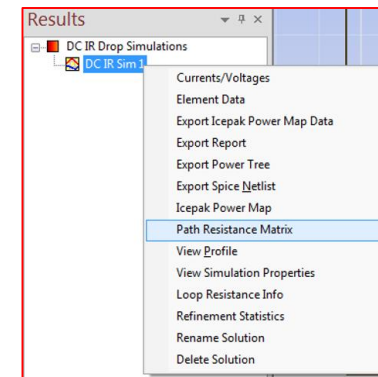 Results
DC IR Drop Simulations
DC IR Sim 1
Currents/Voltages
Element Data
Export Icepak Power Map Data
Export Report
Export Power Tree
Export Spice Netlist
Icepak Power Map
Path Resistance Matrix
View Profile
View Simulation Properties
Loop Resistance Info
Refinement Statistics
Rename Solution
Delete Solution